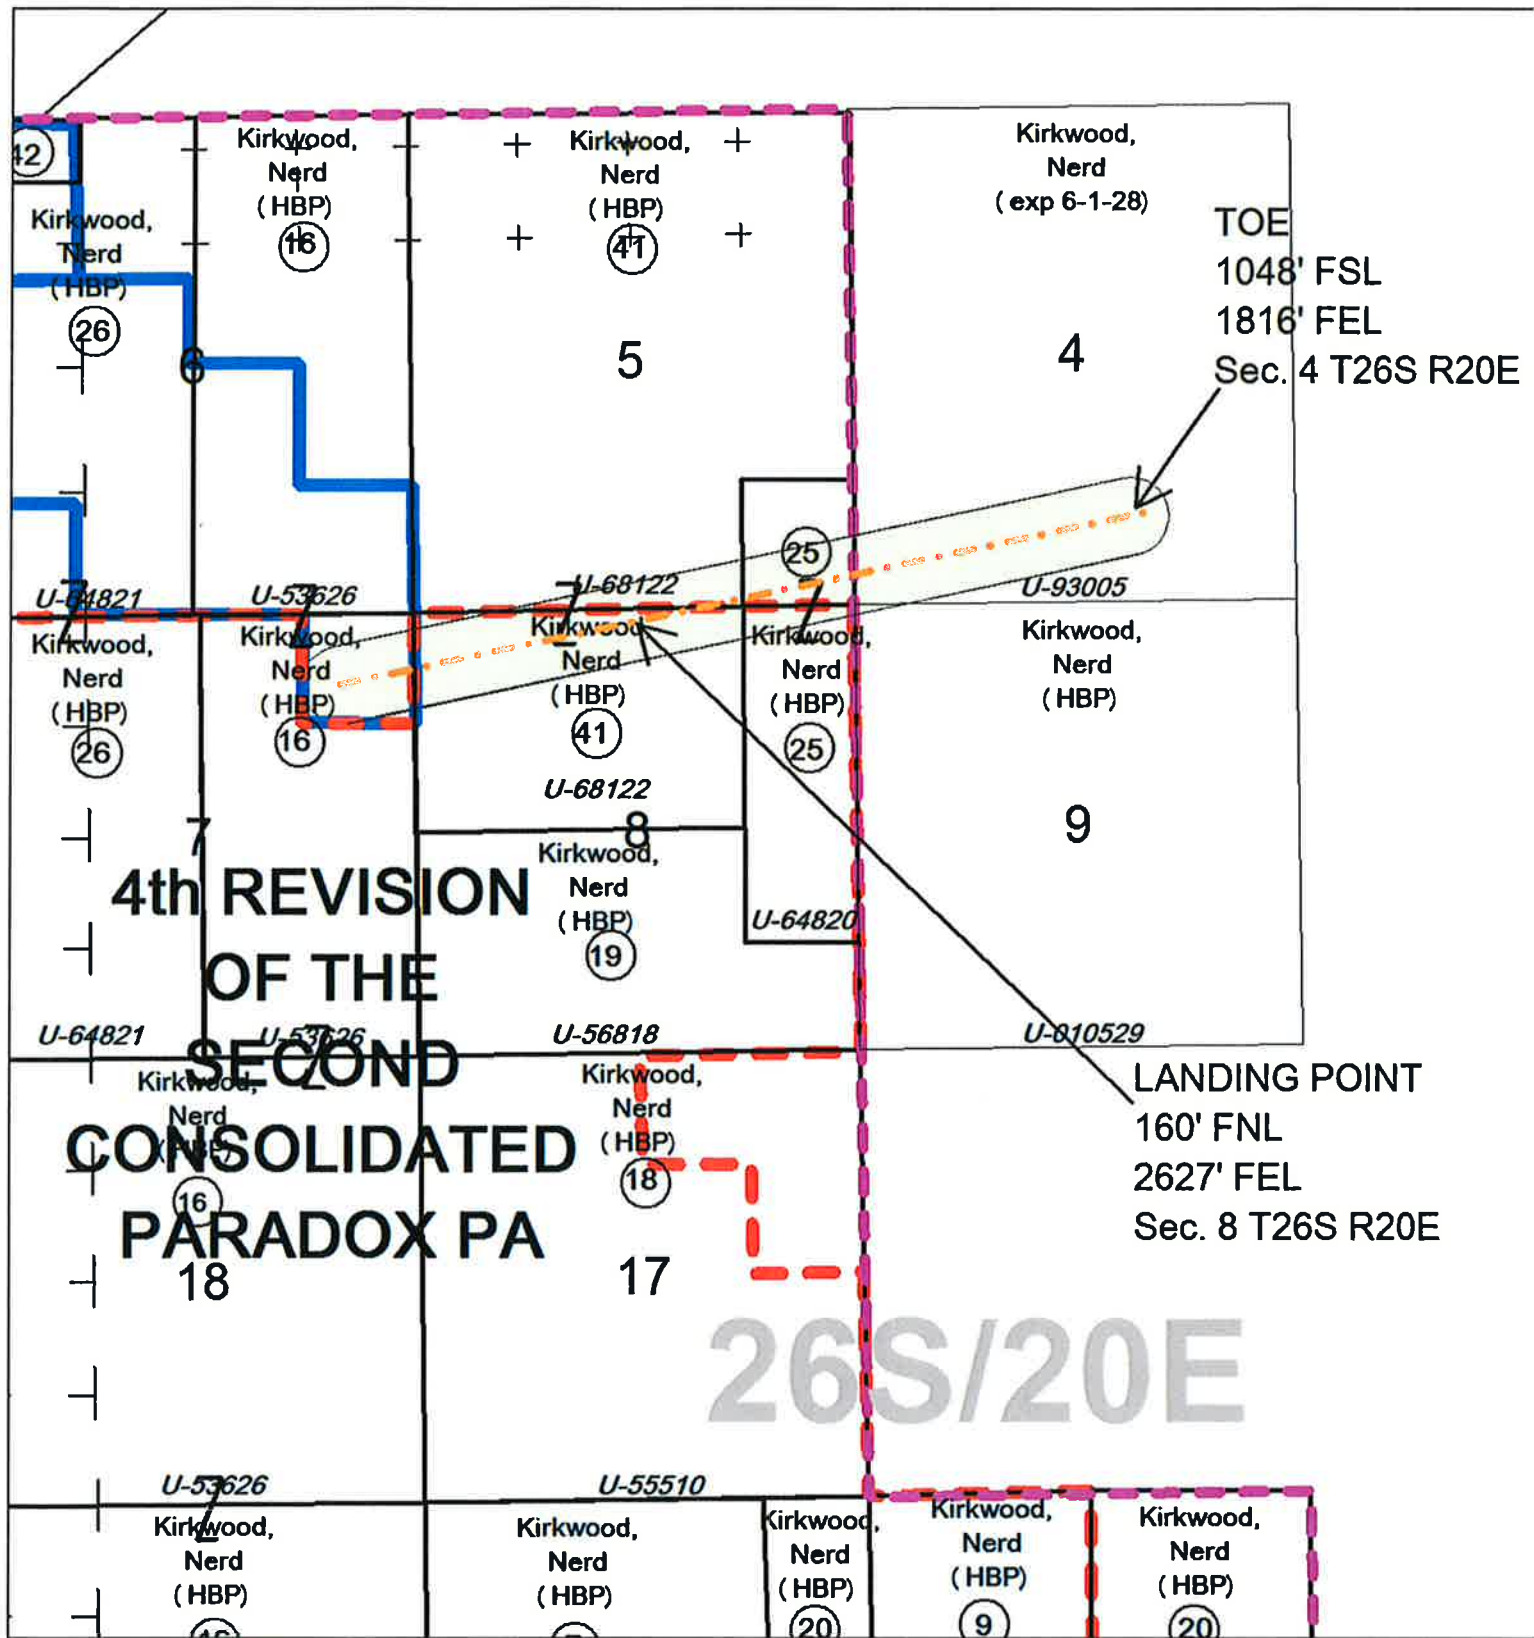 42
Kirkwood,
Nerd
(HBP)
26
Kirkwood,
Nerd
(HBP)
16
Kirkwood,
Nerd
(HBP)
41
Kirkwood,
Nerd
( exp 6-1-28)
TOE
1048' FSL
1816' FEL
Sec. 4 T26S R20E
6
5
4
25
U-64821
U-53626
U-68122
U-93005
Kirkwood,
Nerd
(HBP)
26
Kirkwood,
Nerd
(HBP)
16
Kirkwood,
Nerd
(HBP)
41
U-68122
Kirkwood,
Nerd
(HBP)
25
Kirkwood,
Nerd
(HBP)
7
8
9
Kirkwood,
Nerd
(HBP)
19
U-64820
4th REVISION
OF THE
SECOND
CONSOLIDATED
PARADOX PA
U-64821
U-53626
U-56818
U-010529
LANDING POINT
160' FNL
2627' FEL
Sec. 8 T26S R20E
Kirkwood,
Nerd
(HBP)
16
18
Kirkwood,
Nerd
(HBP)
18
17
26S/20E
U-53626
U-55510
Kirkwood,
Nerd
(HBP)
Kirkwood,
Nerd
(HBP)
Kirkwood,
Nerd
(HBP)
20
Kirkwood,
Nerd
(HBP)
9
Kirkwood,
Nerd
(HBP)
20